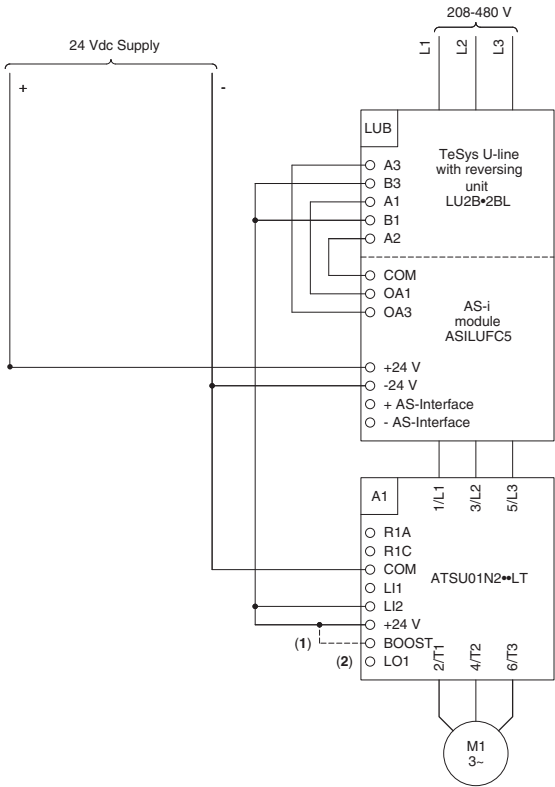 208-480 V
24 Vdc Supply
L1
L2
L3
+
-
LUB
A3
B3
A1
B1
A2
TeSys U-line
with reversing
unit
LU2B•2BL
COM
OA1
OA3
AS-i
module
ASILUFC5
+24 V
-24 V
+ AS-Interface
- AS-Interface
A1
1/L1
3/L2
5/L3
R1A
R1C
COM
LI1
LI2
+24 V
BOOST
LO1
ATSU01N2••LT
(1)
(2)
2/T1
4/T2
6/T3
M1
3~